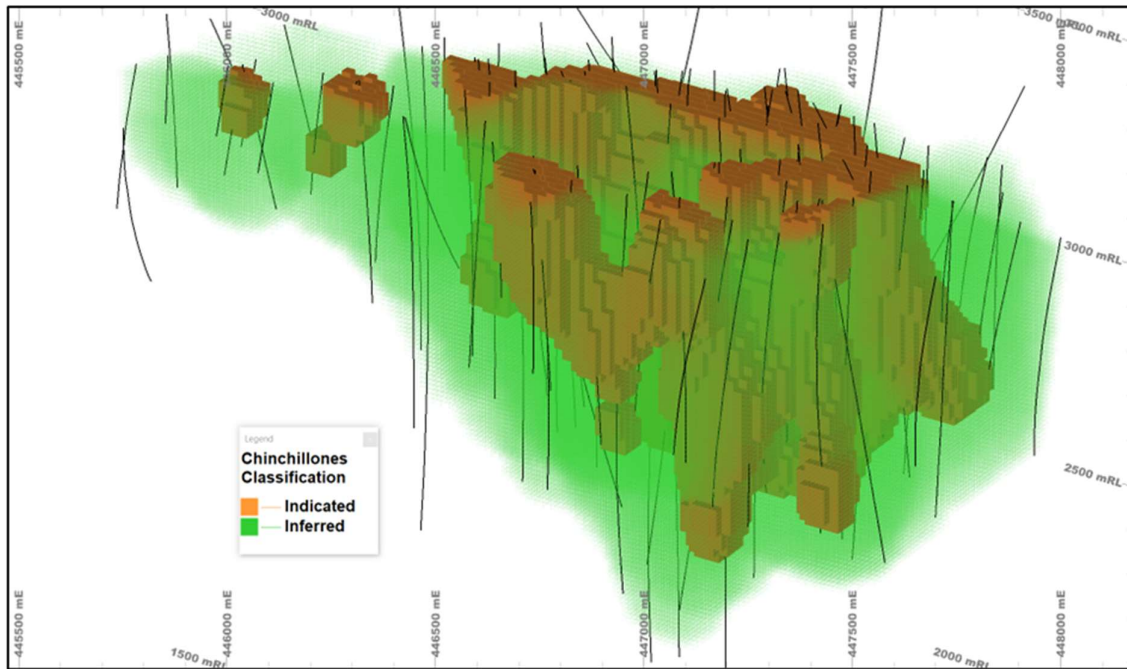 3000 mRL
3500 mRL
445500 mE
446500 mE
447000 mE
447500 mE
448000 mE
3000 mRL
2500 mRL
Legend
Chinchillones
Classification
Indicated
Inferred
445500 mE
446000 mE
446500 mE
447000 mE
447500 mE
448000 mE
1500 mRL
2000 mRL